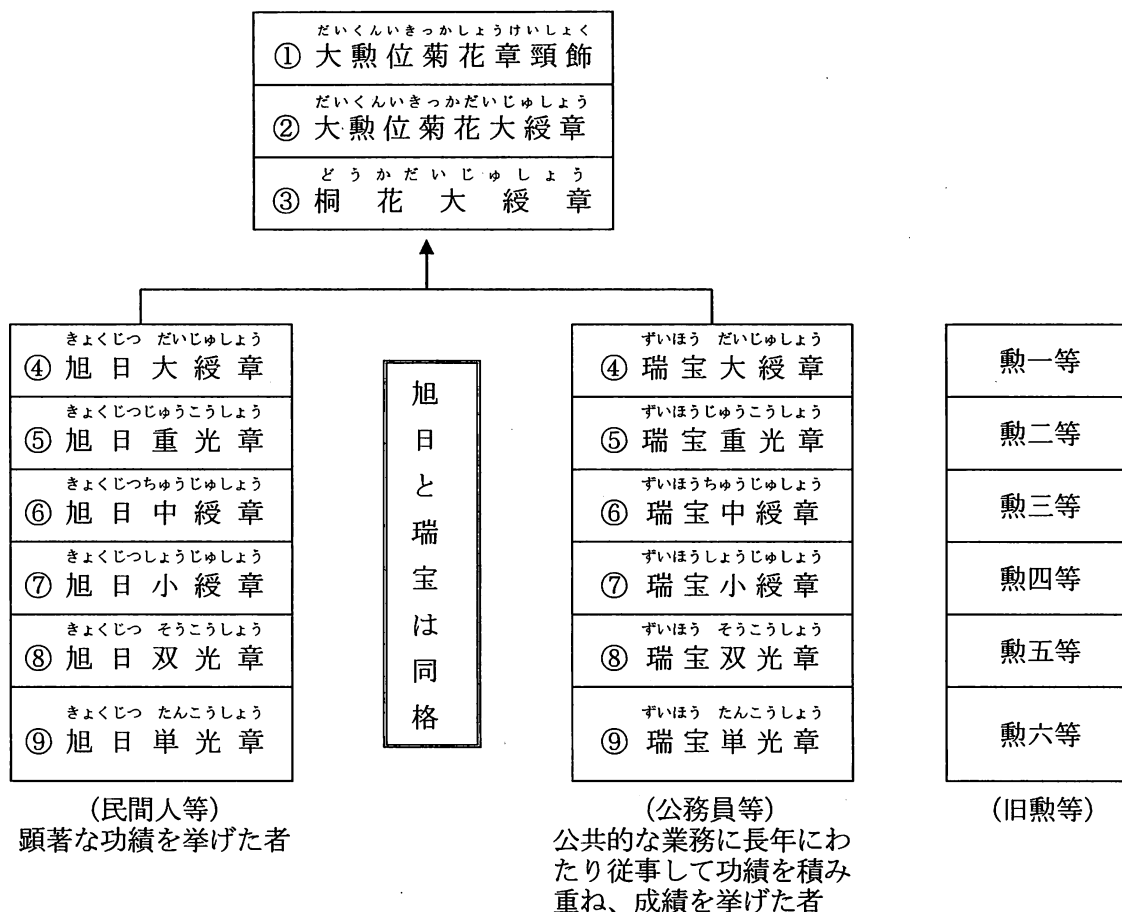 だいくんいきっかしょうけいしょく
① 大勲位菊花章頸飾
だいくんいきっかだいじゅしょう
② 大勲位菊花大綬章
どうかだいじゅしょう
③ 桐花大綬章
きょくじつ だいじゅしょう
④ 旭日大綬章
きょくじつじゅうこうしょう
⑤ 旭日重光章
きょくじつちゅうじゅしょう
⑥ 旭日中綬章
きょくじつしょうじゅしょう
⑦ 旭日小綬章
きょくじつ そうこうしょう
⑧ 旭日双光章
きょくじつ たんこうしょう
⑨ 旭日単光章
(民間人等)
顕著な功績を挙げた者
旭日と瑞宝は同格
ずいほう だいじゅしょう
④ 瑞宝大綬章
ずいほうじゅうこうしょう
⑤ 瑞宝重光章
ずいほうちゅうじゅしょう
⑥ 瑞宝中綬章
ずいほうしょうじゅしょう
⑦ 瑞宝小綬章
ずいほう そうこうしょう
⑧ 瑞宝双光章
ずいほう たんこうしょう
⑨ 瑞宝単光章
(公務員等)
公共的な業務に長年にわ
たり従事して功績を積み
重ね、成績を挙げた者
勲一等
勲二等
勲三等
勲四等
勲五等
勲六等
(旧勲等)